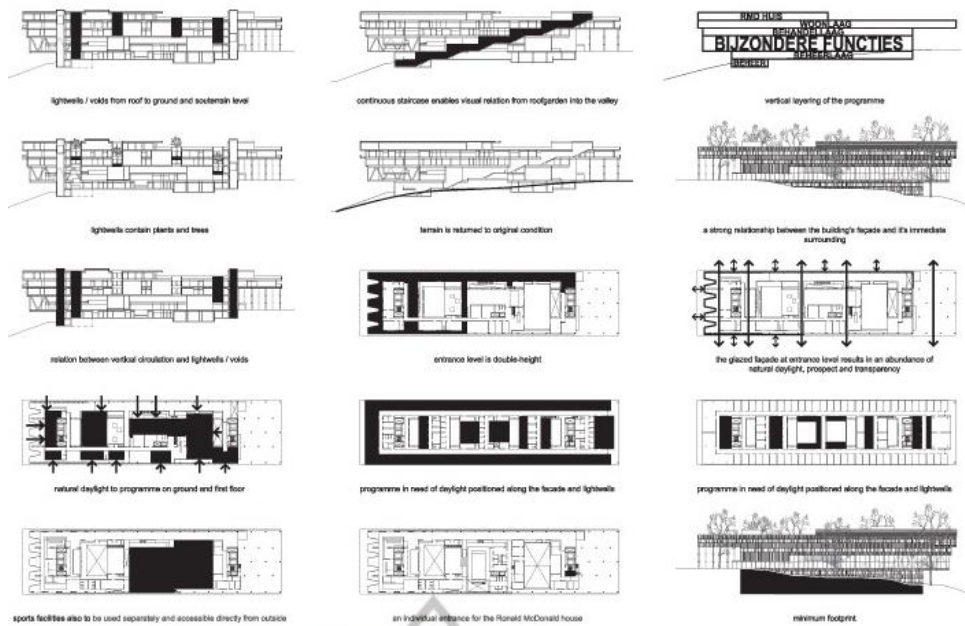 lightwells / voids from roof to ground and souterrain level
continuous staircase enables visual relation from roofgarden into the valley
RMD HUIS
WOONLAAG
BEHANDELLAAG
BIJZONDERE FUNCTIES
BEHEERLAAG
BEHEER
vertical layering of the programme
lightwells contain plants and trees
terrain is returned to original condition
a strong relationship between the building's façade and it's immediate
surrounding
relation between vertical circulation and lightwells / voids
entrance level is double-height
the glazed façade at entrance level results in an abundance of
natural daylight, prospect and transparency
natural daylight to programme on ground and first floor
programme in need of daylight positioned along the facade and lightwells
programme in need of daylight positioned along the facade and lightwells
sports facilities also to be used separately and accessible directly from outside
an individual entrance for the Ronald McDonald house
minimum footprint